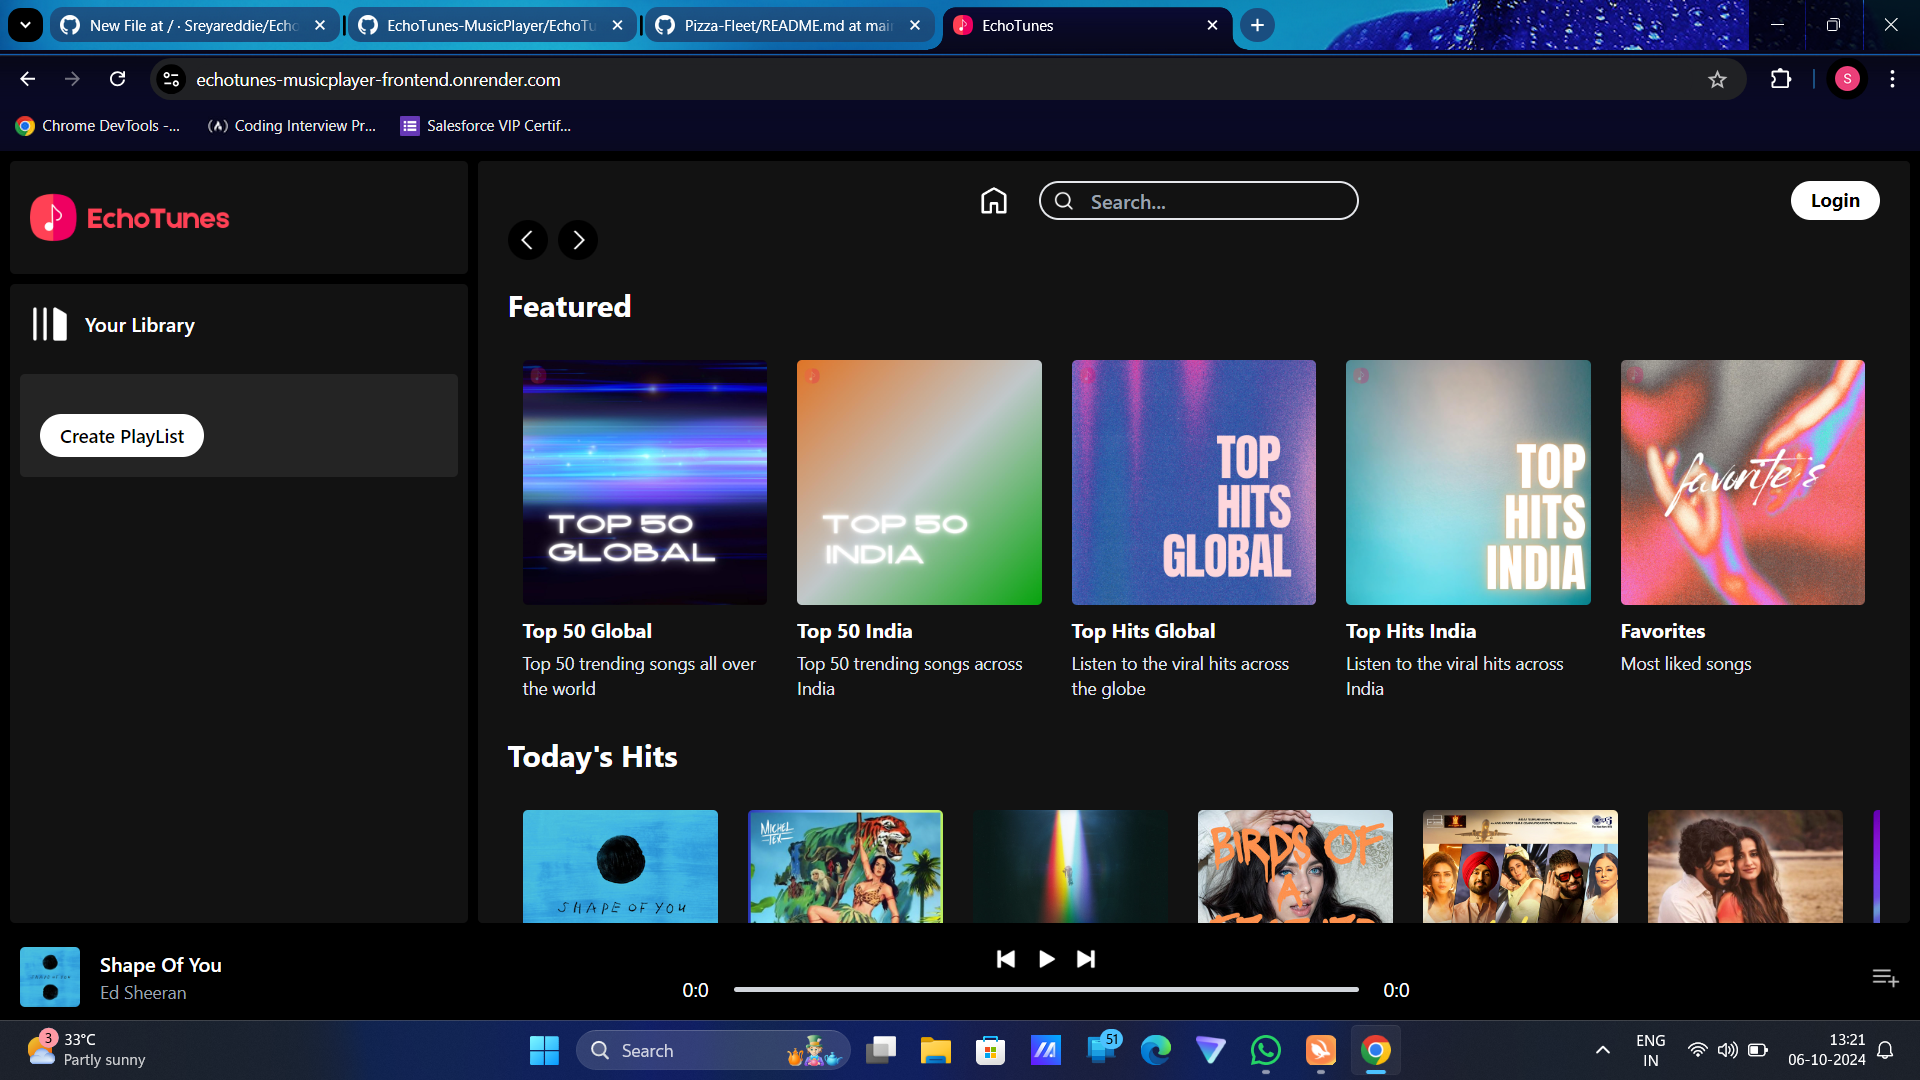 New File at / · Sreyareddie/Echo
EchoTunes-MusicPlayer/EchoTu
Pizza-Fleet/README.md at mai
EchoTunes
echotunes-musicplayer-frontend.onrender.com
S
Chrome DevTools -...
Coding Interview Pr...
Salesforce VIP Certif...
EchoTunes
Search...
Login
Your Library
Create PlayList
Featured
TOP 50
GLOBAL
TOP 50
INDIA
TOP
HITS
GLOBAL
TOP
HITS
INDIA
favorite's
Top 50 Global
Top 50 trending songs all over
the world
Top 50 India
Top 50 trending songs across
India
Top Hits Global
Listen to the viral hits across
the globe
Top Hits India
Listen to the viral hits across
India
Favorites
Most liked songs
Today's Hits
SHAPE OF YOU
BIRDS OF
A
Shape Of You
Ed Sheeran
0:0
0:0
3
33°C
Partly sunny
Search
51
ENG
IN
13:21
06-10-2024